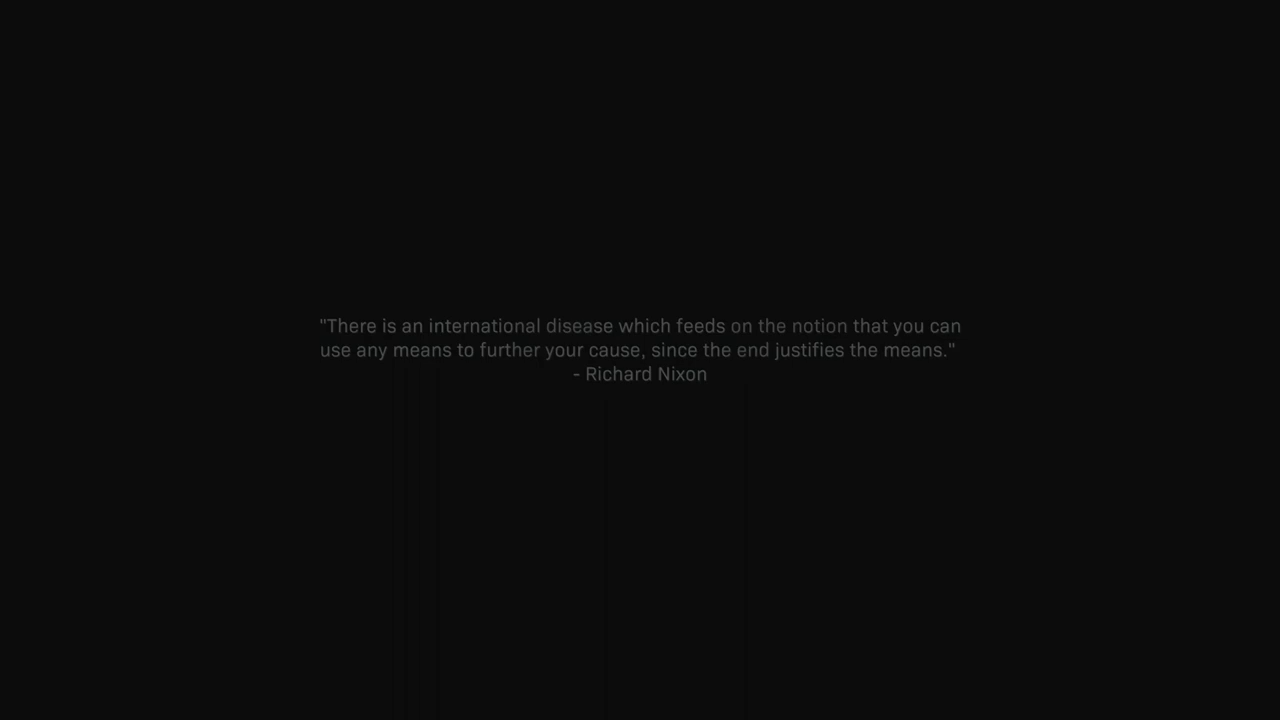 "There is an international disease which feeds on the notion that you can
use any means to further your cause, since the end justifies the means."
- Richard Nixon